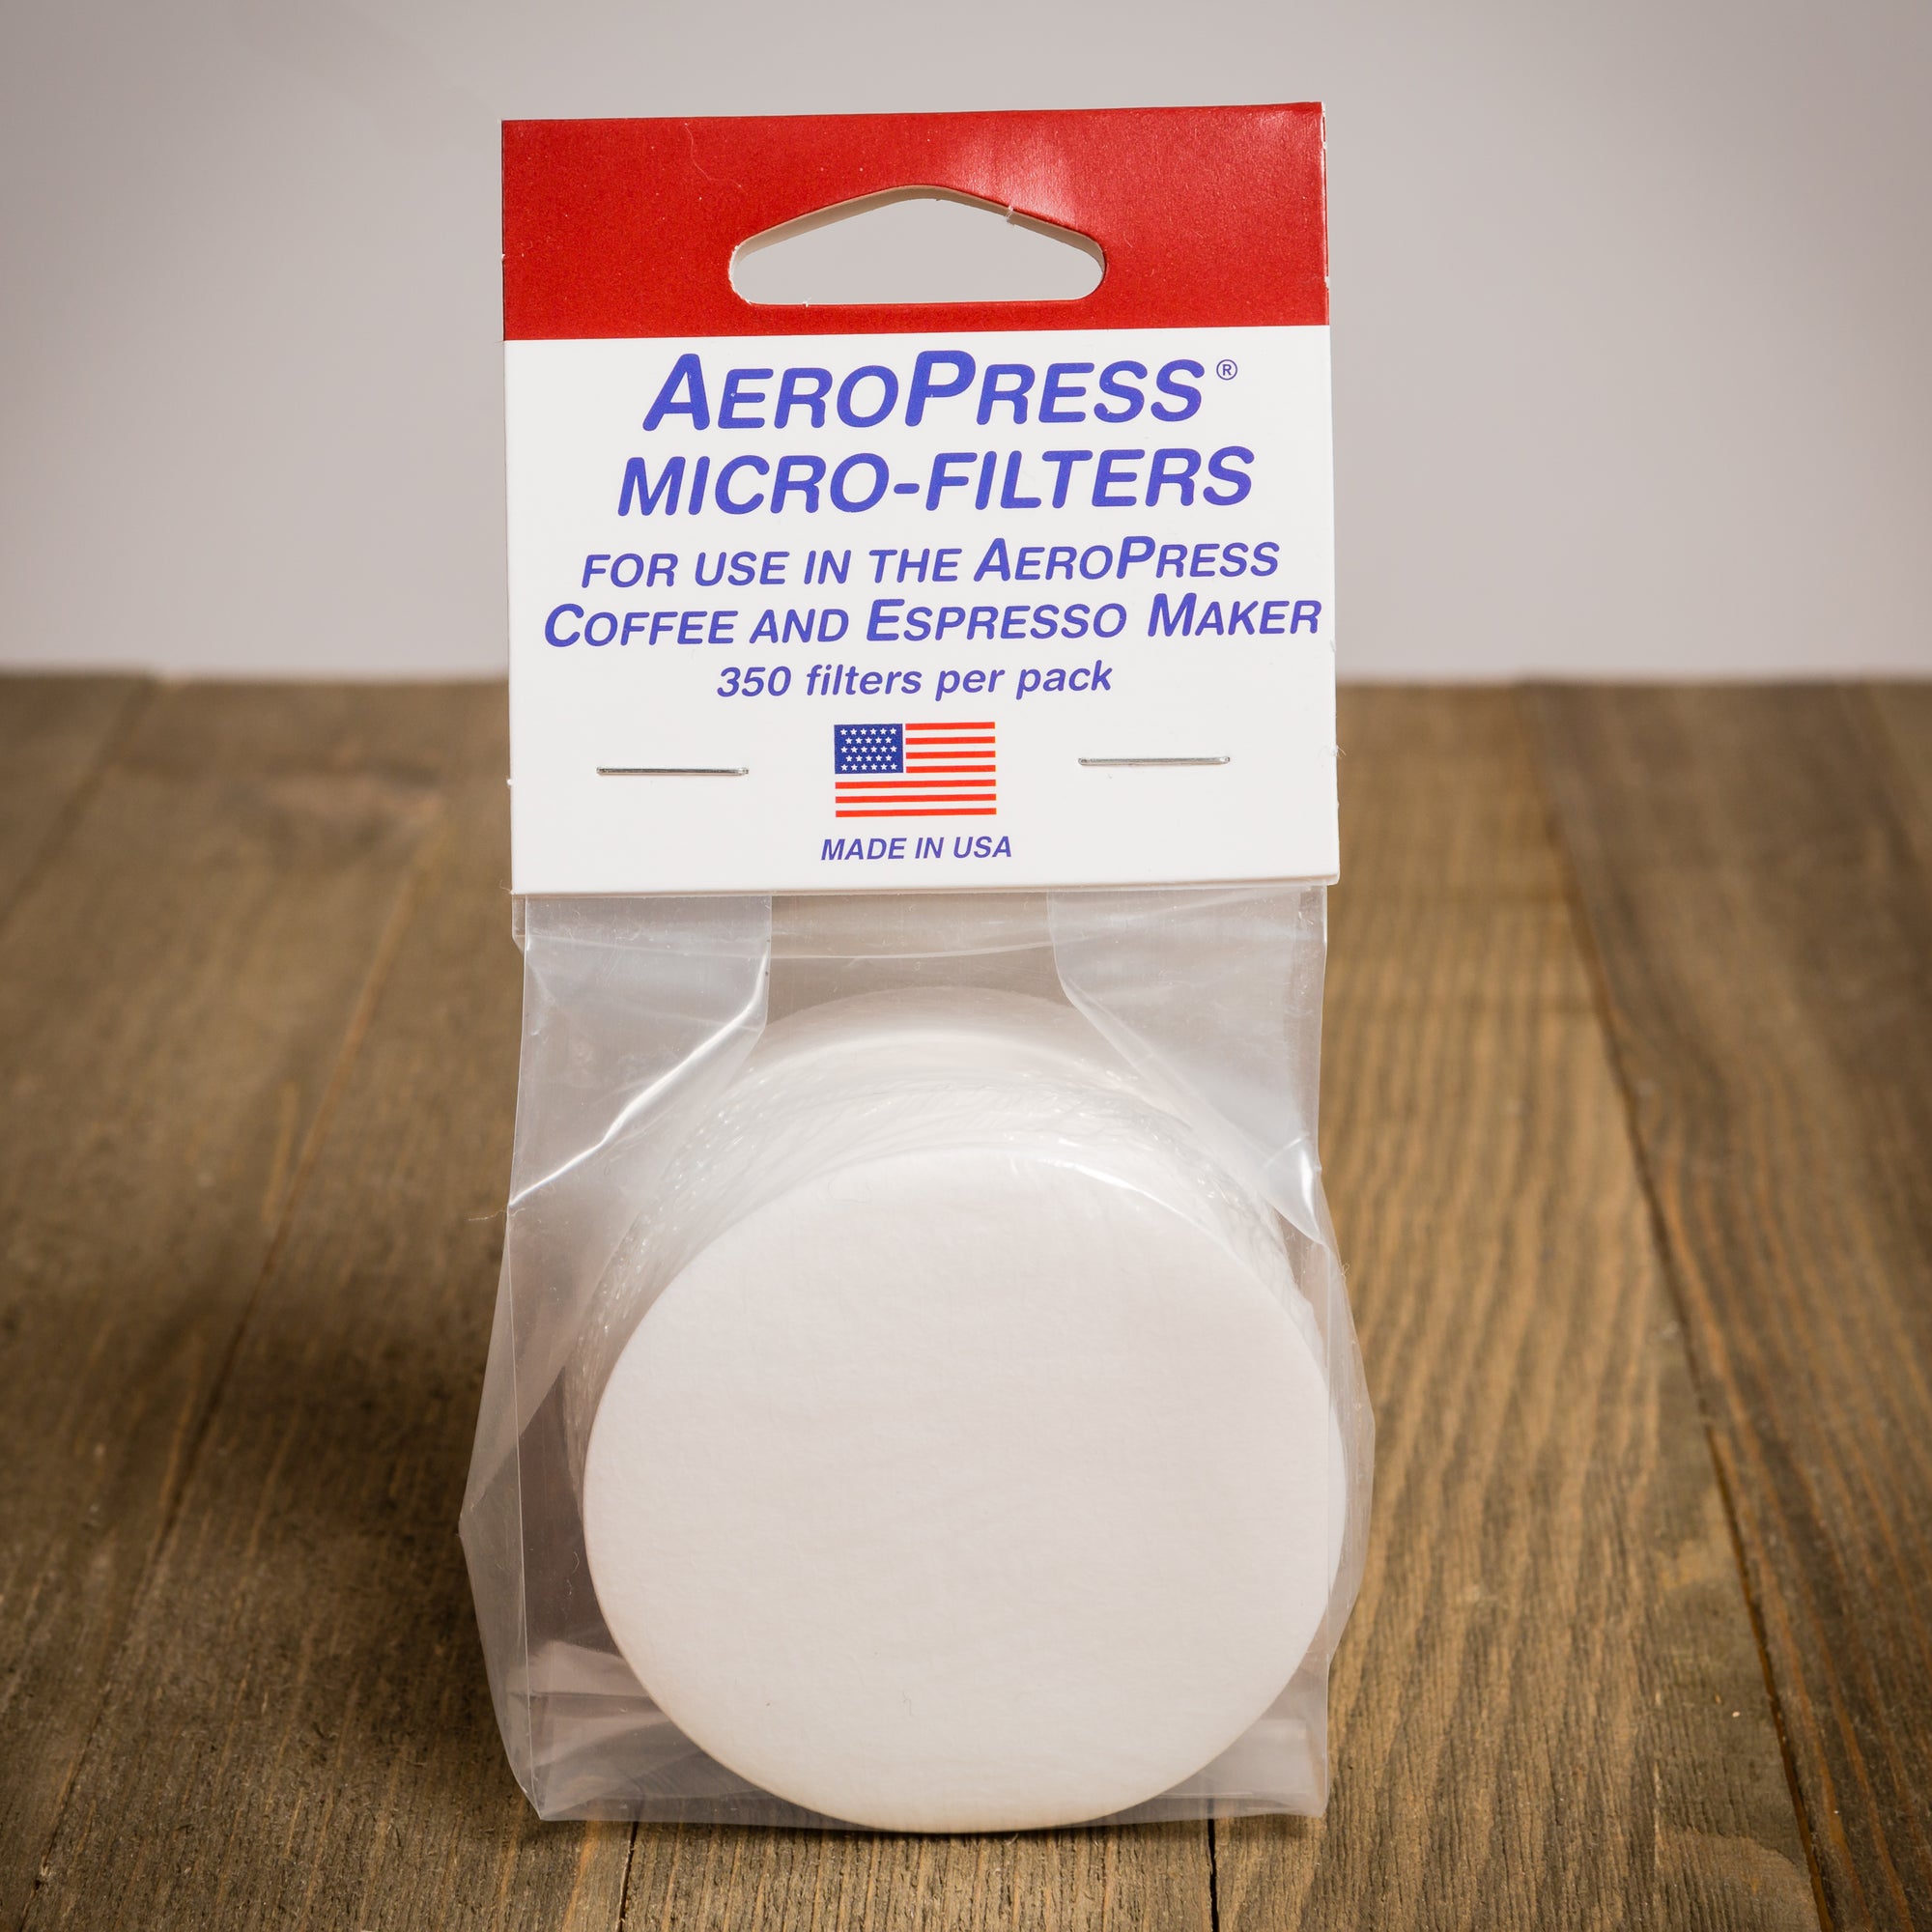 AEROPRESS®
MICRO-FILTERS
FOR USE IN THE AEROPRESS
COFFEE AND ESPRESSO MAKER
350 filters per pack
MADE IN USA